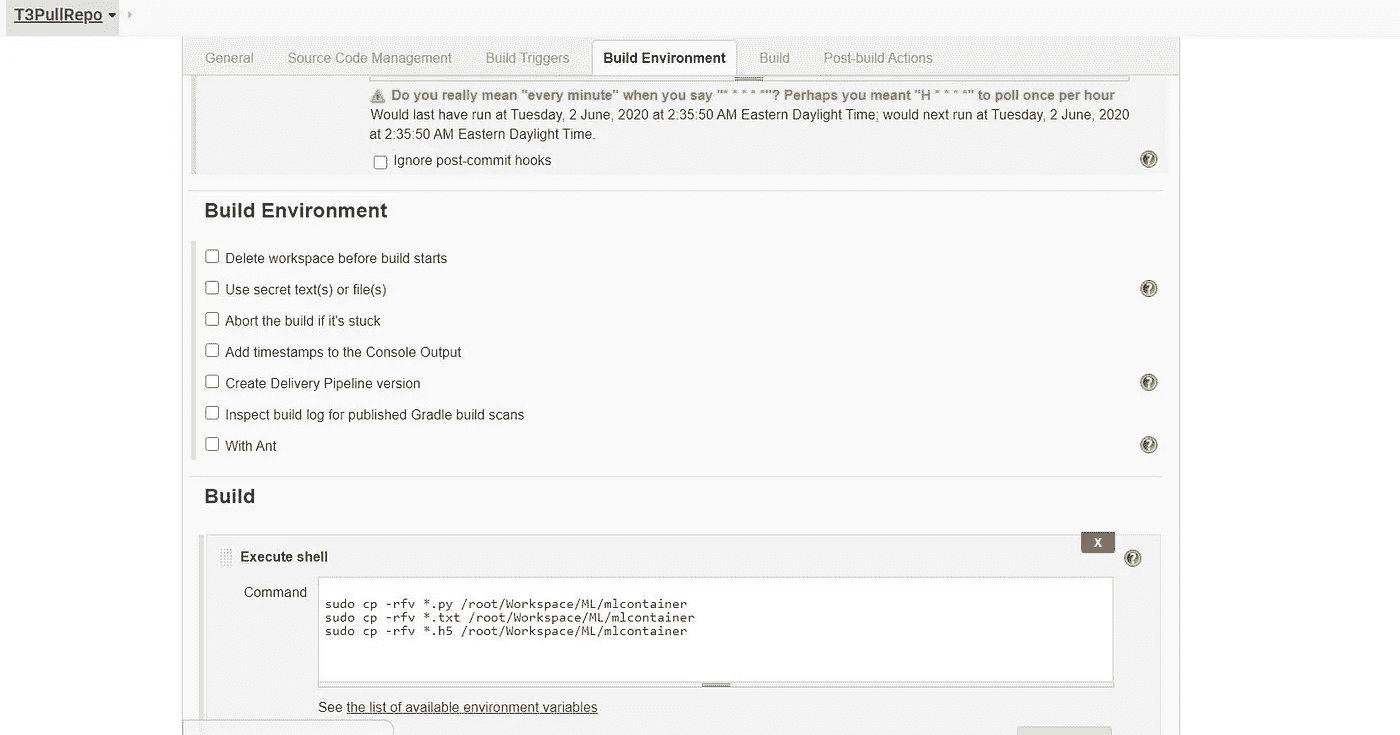 T3PullRepo
General Source Code Management Build Triggers Build Environment Build Post-build Actions
Do you really mean "every minute" when you say "* * * * *"? Perhaps you meant "H * * * *" to poll once per hour
Would last have run at Tuesday, 2 June, 2020 at 2:35:50 AM Eastern Daylight Time; would next run at Tuesday, 2 June, 2020
at 2:35:50 AM Eastern Daylight Time.
Ignore post-commit hooks
Build Environment
Delete workspace before build starts
Use secret text(s) or file(s)
Abort the build if it's stuck
Add timestamps to the Console Output
Create Delivery Pipeline version
Inspect build log for published Gradle build scans
With Ant
Build
X
Execute shell
Command
sudo cp -rfv *.py /root/Workspace/ML/mlcontainer
sudo cp -rfv *.txt /root/Workspace/ML/mlcontainer
sudo cp -rfv *.h5 /root/Workspace/ML/mlcontainer
See the list of available environment variables